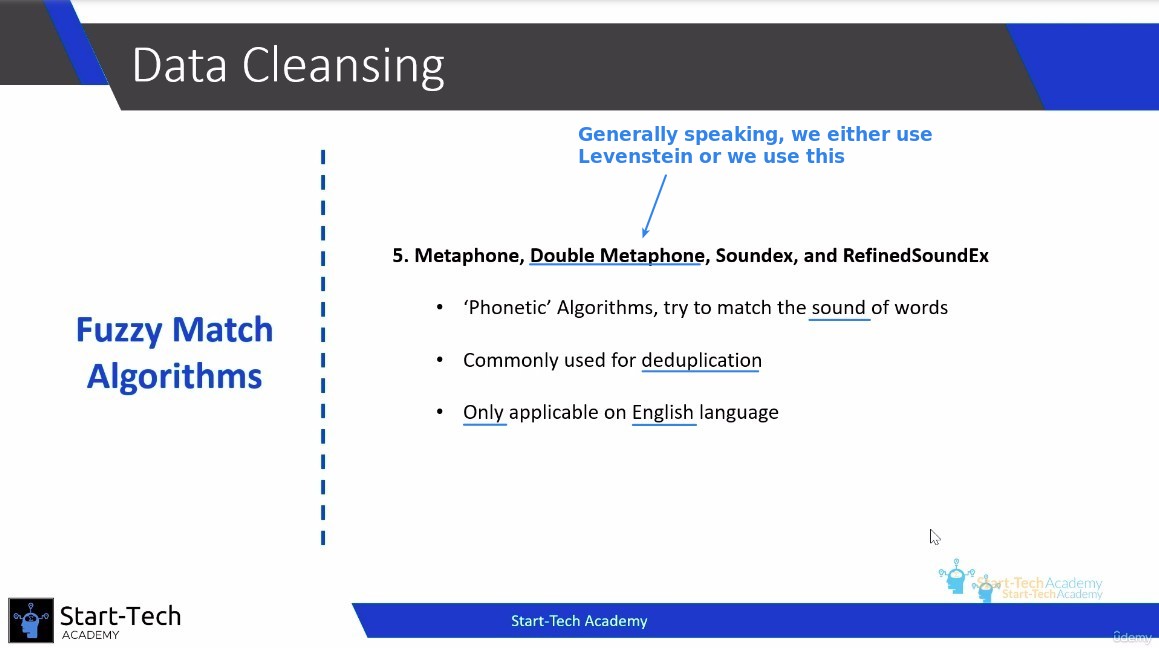 Data Cleansing
Generally speaking, we either use
Levenstein or we use this
5. Metaphone, Double Metaphone, Soundex, and RefinedSoundEx
• ‘Phonetic’ Algorithms, try to match the sound of words
Fuzzy Match
Algorithms
• Commonly used for deduplication
• Only applicable on English language
Start-Tech Academy
Start-Tech Academy
Start-Tech
ACADEMY
Start-Tech Academy
ûdemy